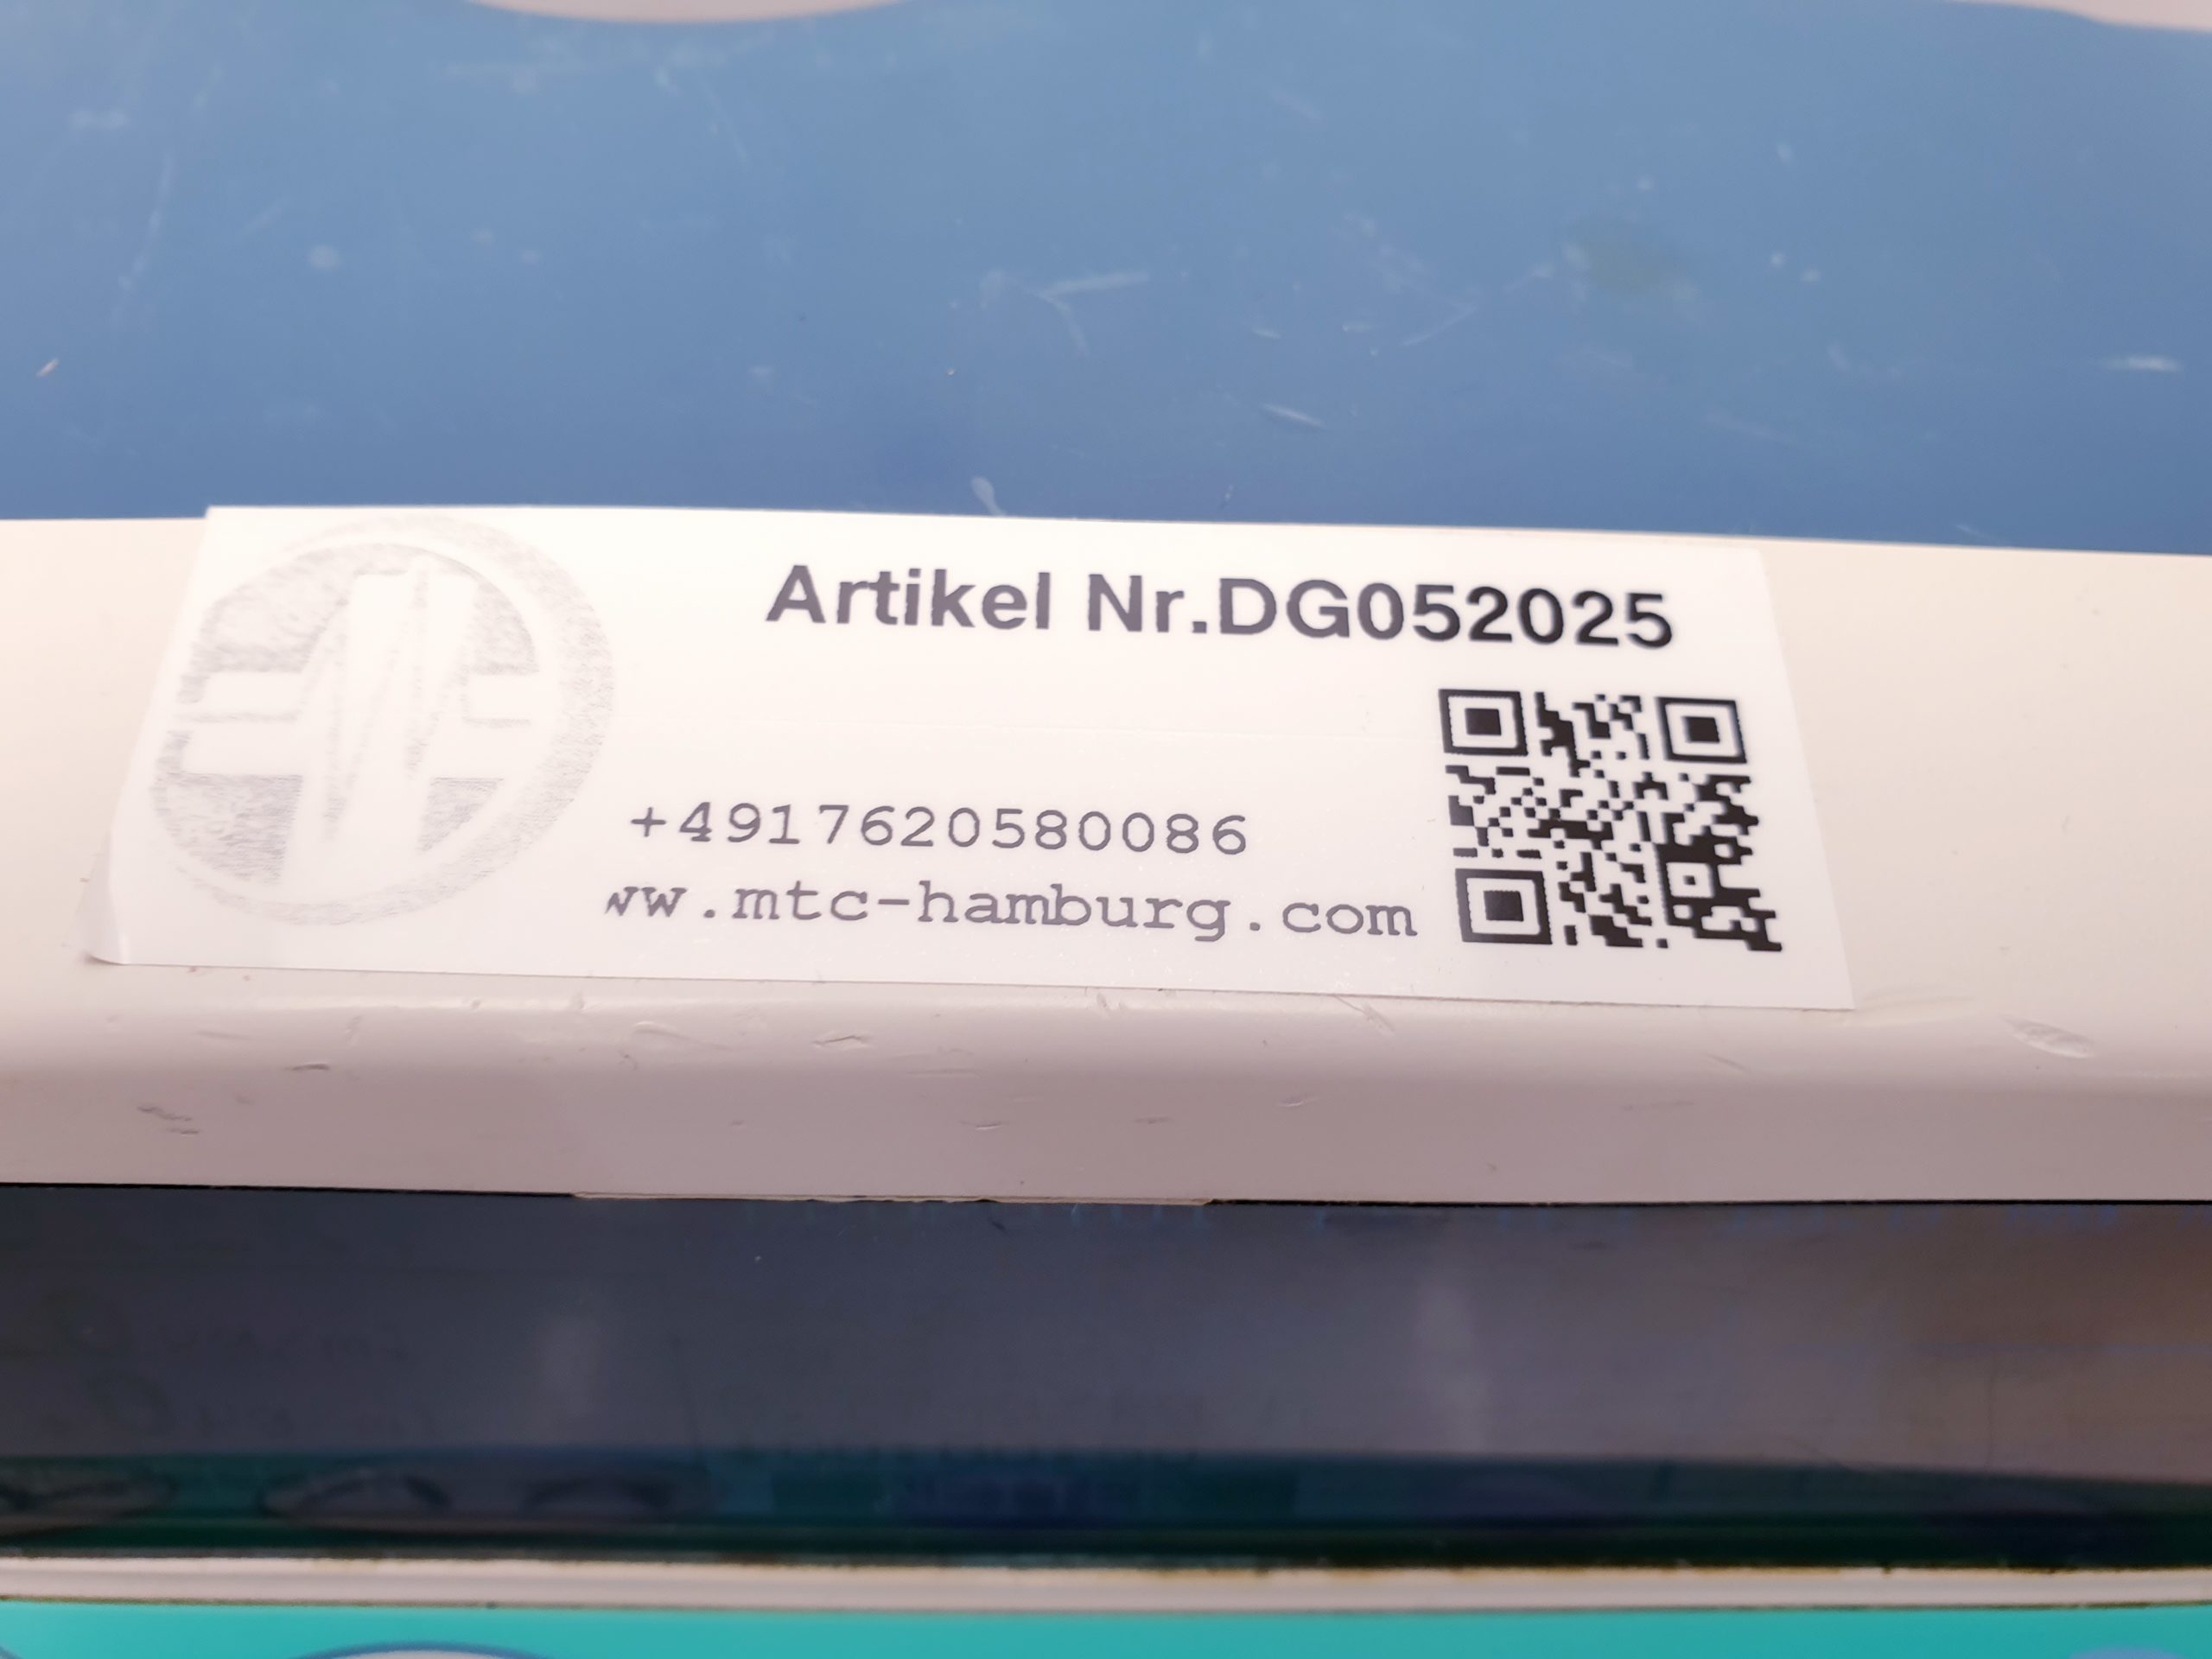 Artikel Nr.DG052025
+4917620580086
ww.mtc-hamburg.com